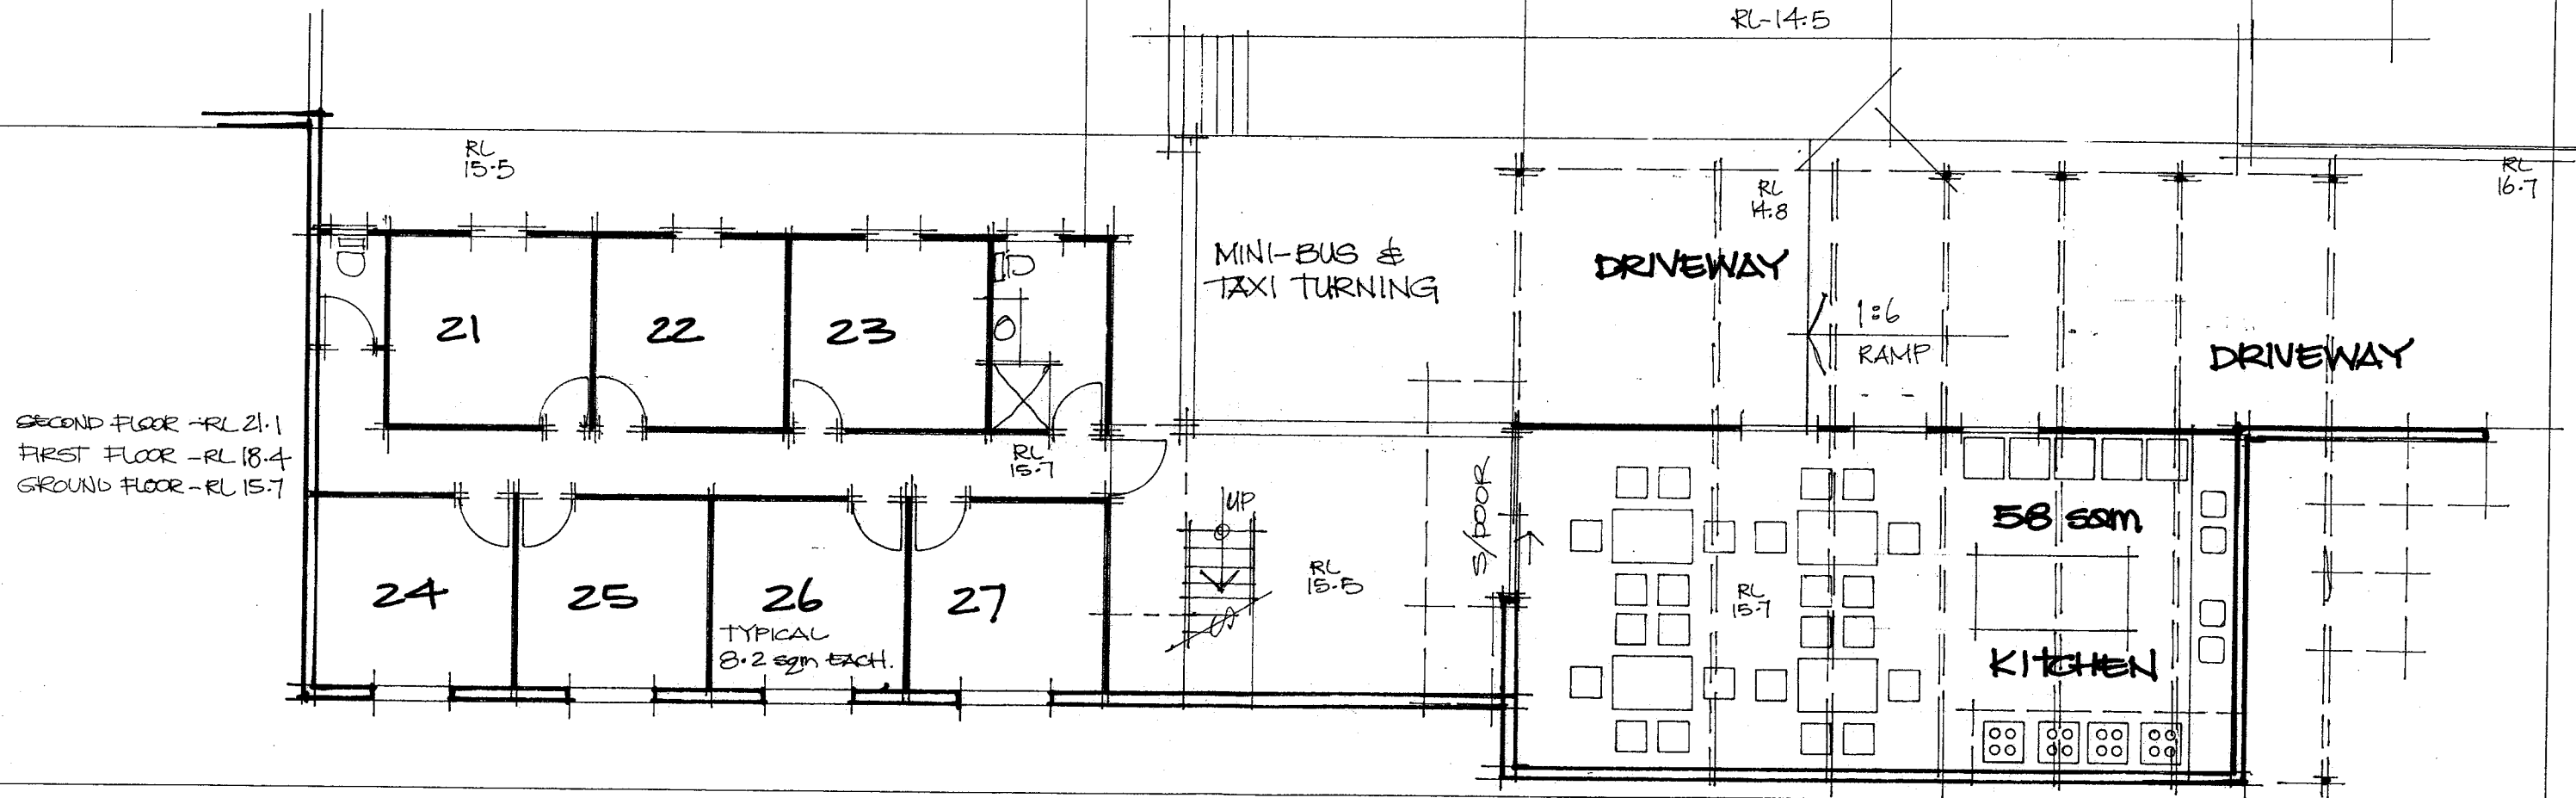 RL-14.5
RL
15.5
RL
16.7
RL
14.8
MINI-BUS &
TAXI TURNING
DRIVEWAY
1:6
RAMP
DRIVEWAY
21
22
23
SECOND FLOOR -RL 21.1
FIRST FLOOR -RL 18.4
GROUND FLOOR -RL 15.7
RL
15.7
UP
S/DOOR
58 sqm
24
25
26
27
TYPICAL
8.2 sqm EACH.
RL
15.5
RL
15.7
KITCHEN